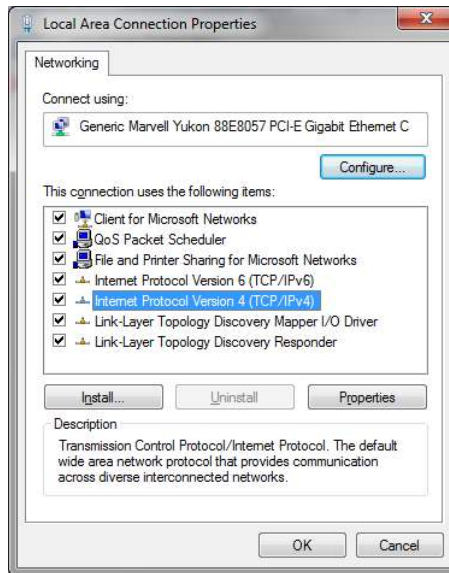 Local Area Connection Properties
Networking
Connect using:
Generic Marvell Yukon 88E8057 PCI-E Gigabit Ethernet C
Configure...
This connection uses the following items:
Client for Microsoft Networks
QoS Packet Scheduler
File and Printer Sharing for Microsoft Networks
Internet Protocol Version 6 (TCP/IPv6)
Internet Protocol Version 4 (TCP/IPv4)
Link-Layer Topology Discovery Mapper I/O Driver
Link-Layer Topology Discovery Responder
Install...
Uninstall
Properties
Description
Transmission Control Protocol/Internet Protocol. The default
wide area network protocol that provides communication
across diverse interconnected networks.
OK
Cancel